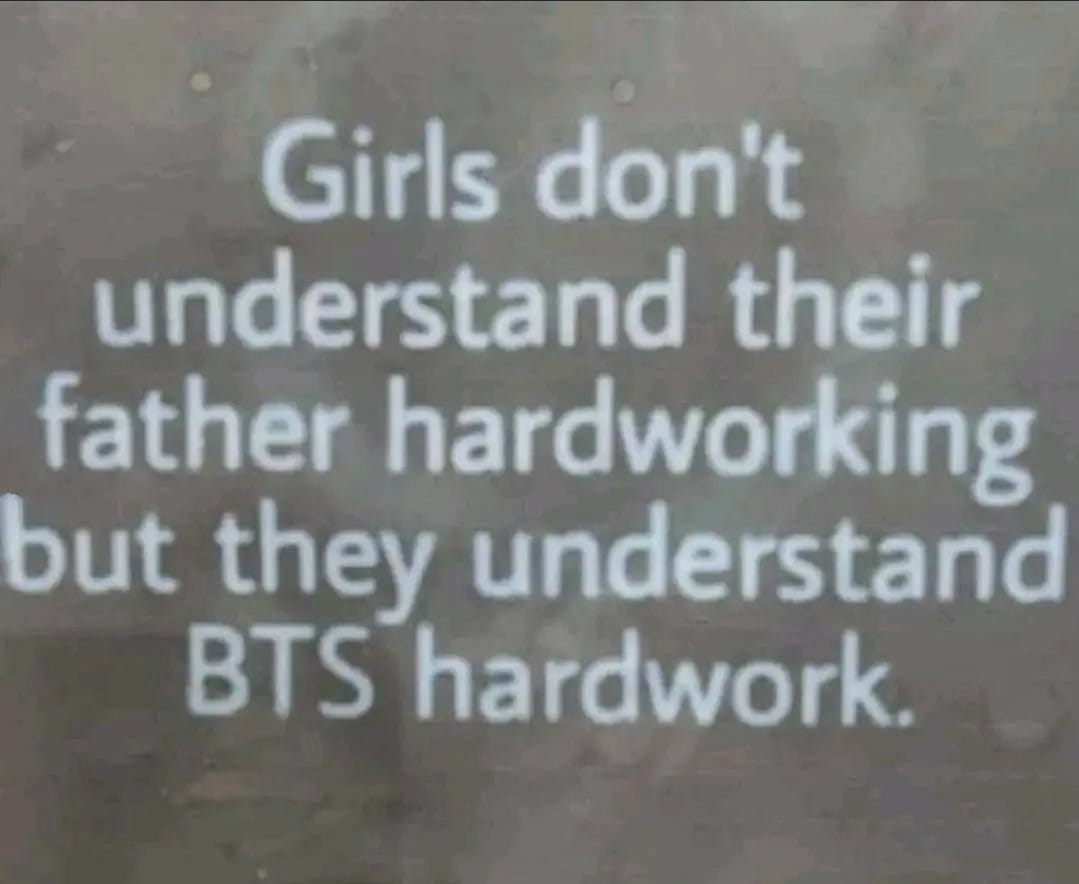 Girls don't
understand their
father hardworking
but they understand
BTS hardwork.